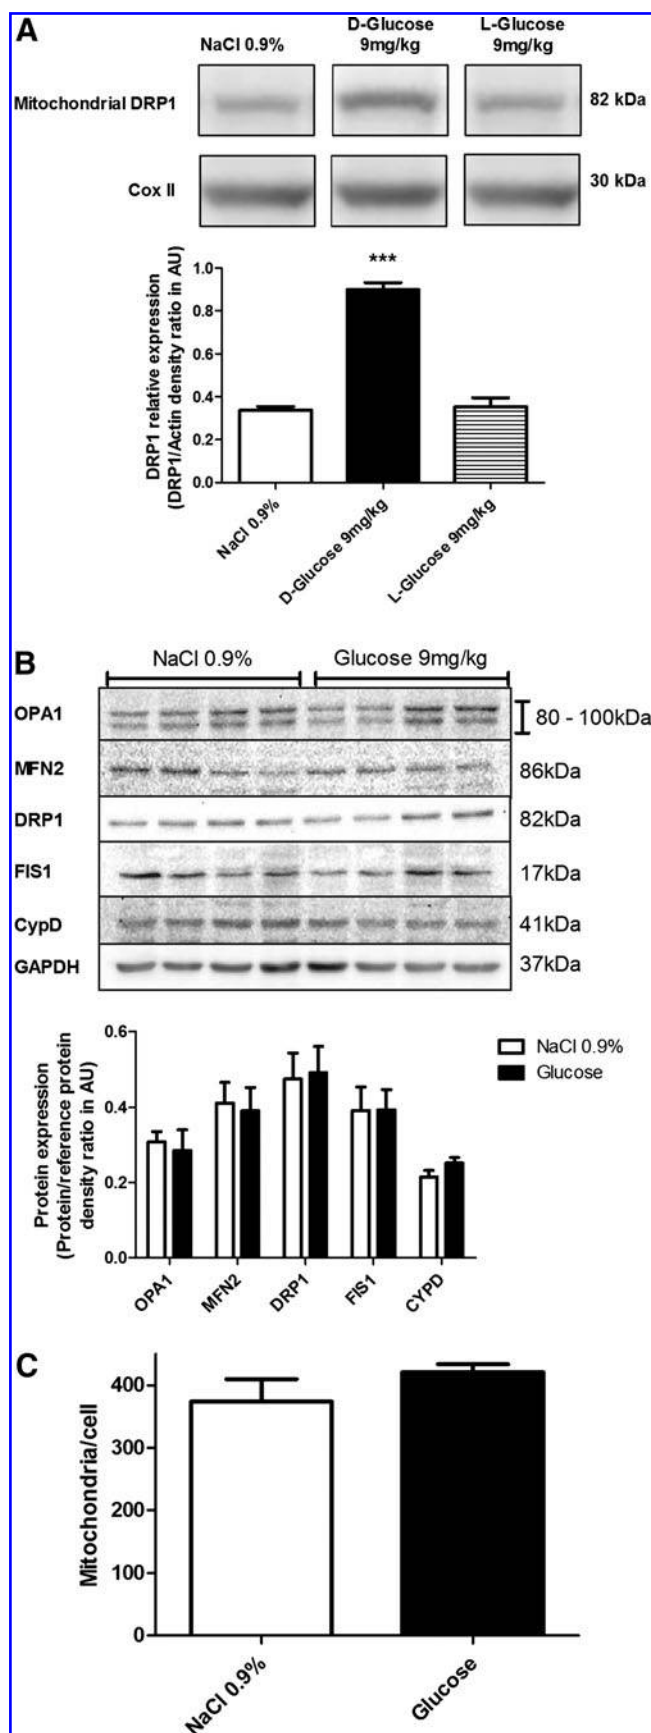 A
NaCl 0.9%
D-Glucose
9mg/kg
L-Glucose
9mg/kg
Mitochondrial DRP1
82 kDa
Cox II
30 kDa
DRP1 relative expression
(DRP1/Actin density ratio in AU)
1.0
0.8
0.6
0.4
0.2
0.0
***
NaCl 0.9%
D-Glucose 9mg/kg
L-Glucose 9mg/kg
B
NaCl 0.9%
Glucose 9mg/kg
OPA1
80 - 100kDa
MFN2
86kDa
DRP1
82kDa
FIS1
17kDa
CypD
41kDa
GAPDH
37kDa
Protein expression
(Protein/reference protein
density ratio in AU)
0.6
0.4
0.2
0.0
NaCl 0.9%
Glucose
OPA1
MFN2
DRP1
FIS1
CYPD
C
Mitochondria/cell
400
300
200
100
0
NaCl 0.9%
Glucose